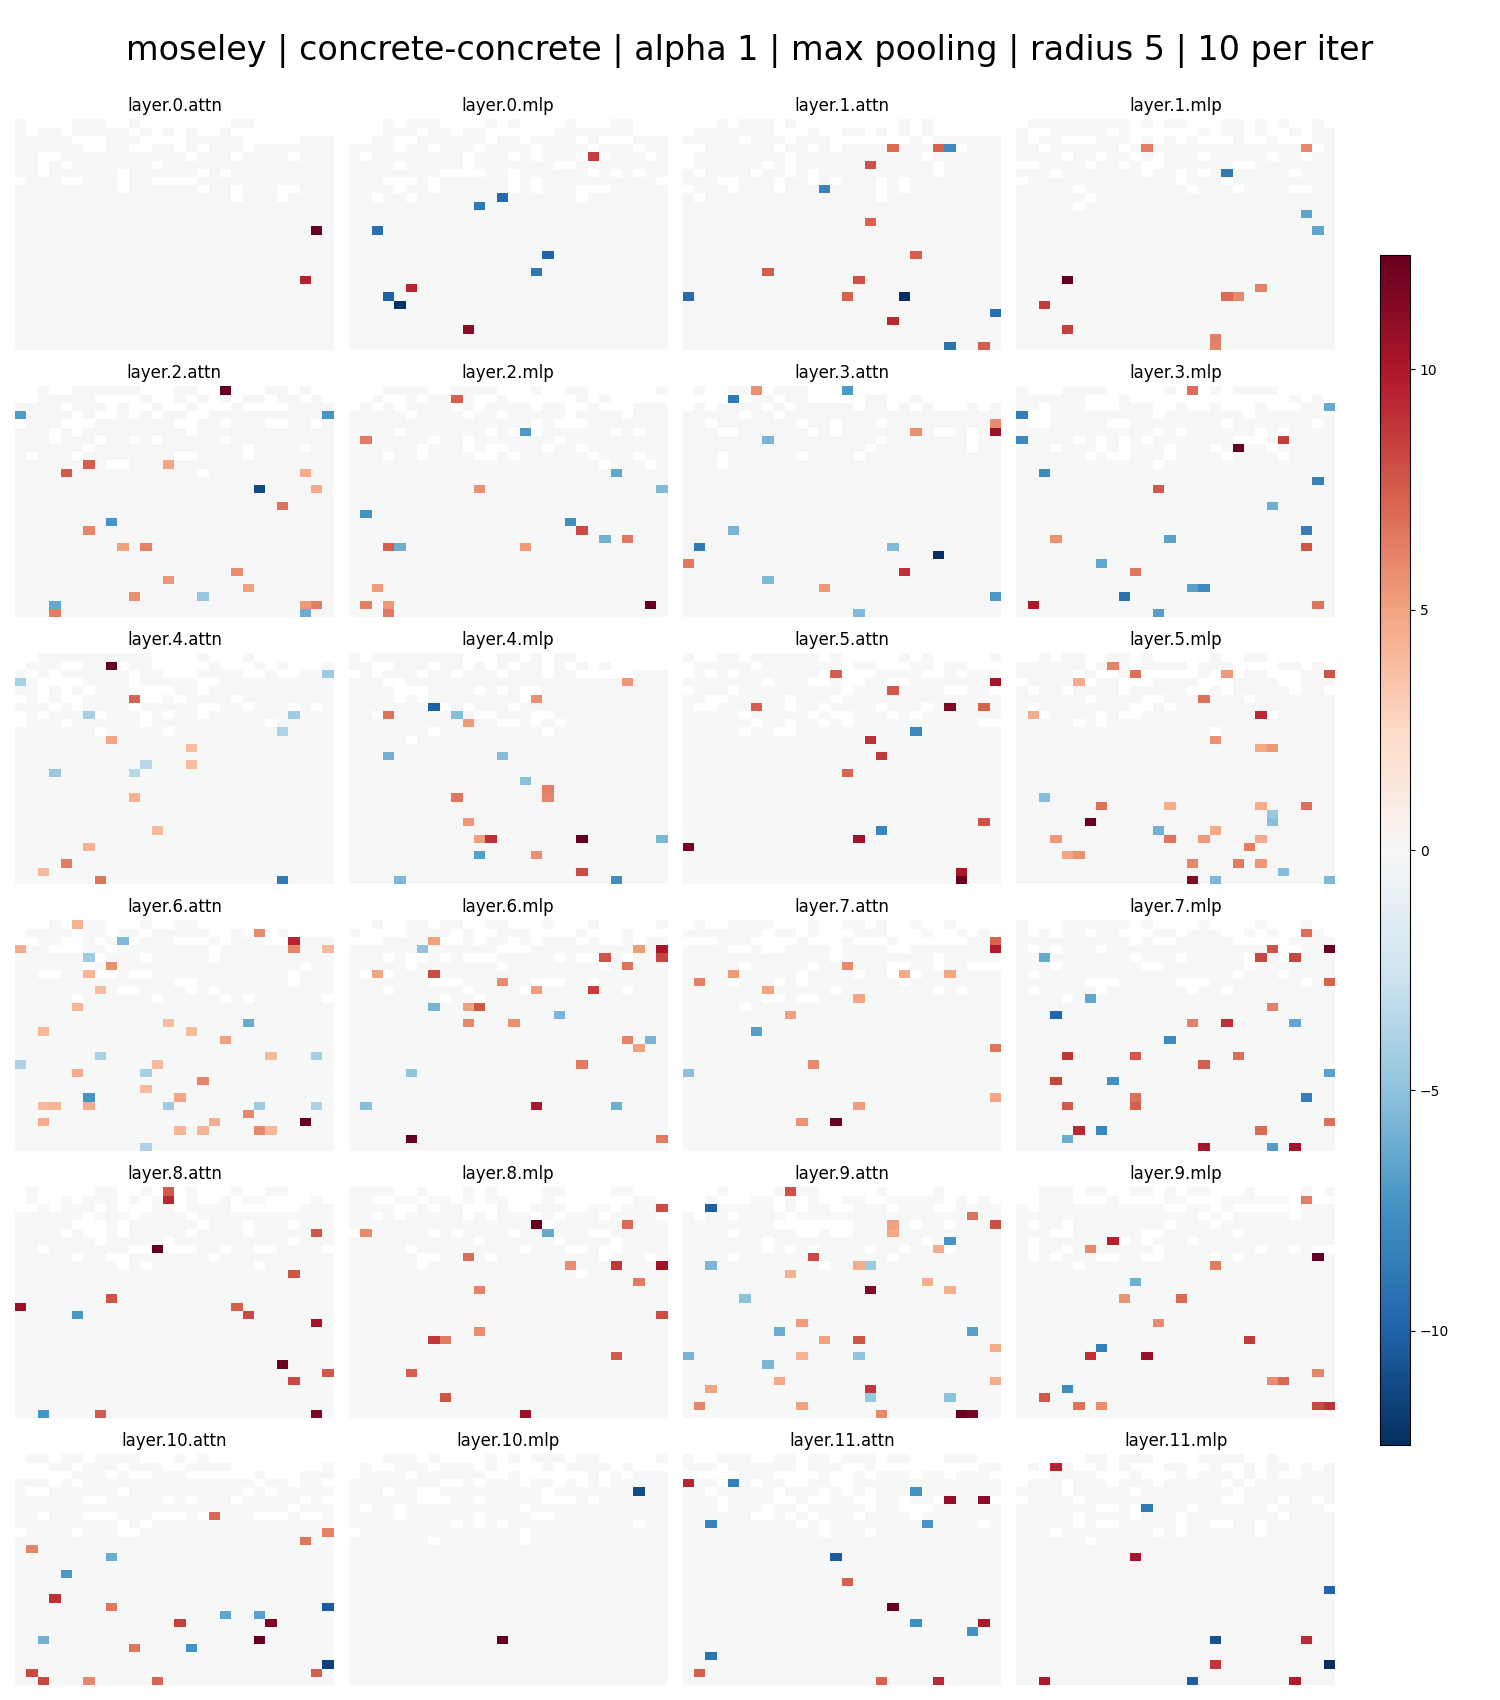 moseley | concrete-concrete | alpha 1 | max pooling | radius 5 | 10 per iter
layer.0.attn
layer.0.mlp
layer.1.attn
layer.1.mlp
layer.2.attn
layer.2.mlp
layer.3.attn
layer.3.mlp
layer.4.attn
layer.4.mlp
layer.5.attn
layer.5.mlp
layer.6.attn
layer.6.mlp
layer.7.attn
layer.7.mlp
layer.8.attn
layer.8.mlp
layer.9.attn
layer.9.mlp
layer.10.attn
layer.10.mlp
layer.11.attn
layer.11.mlp
10
5
0
−5
−10